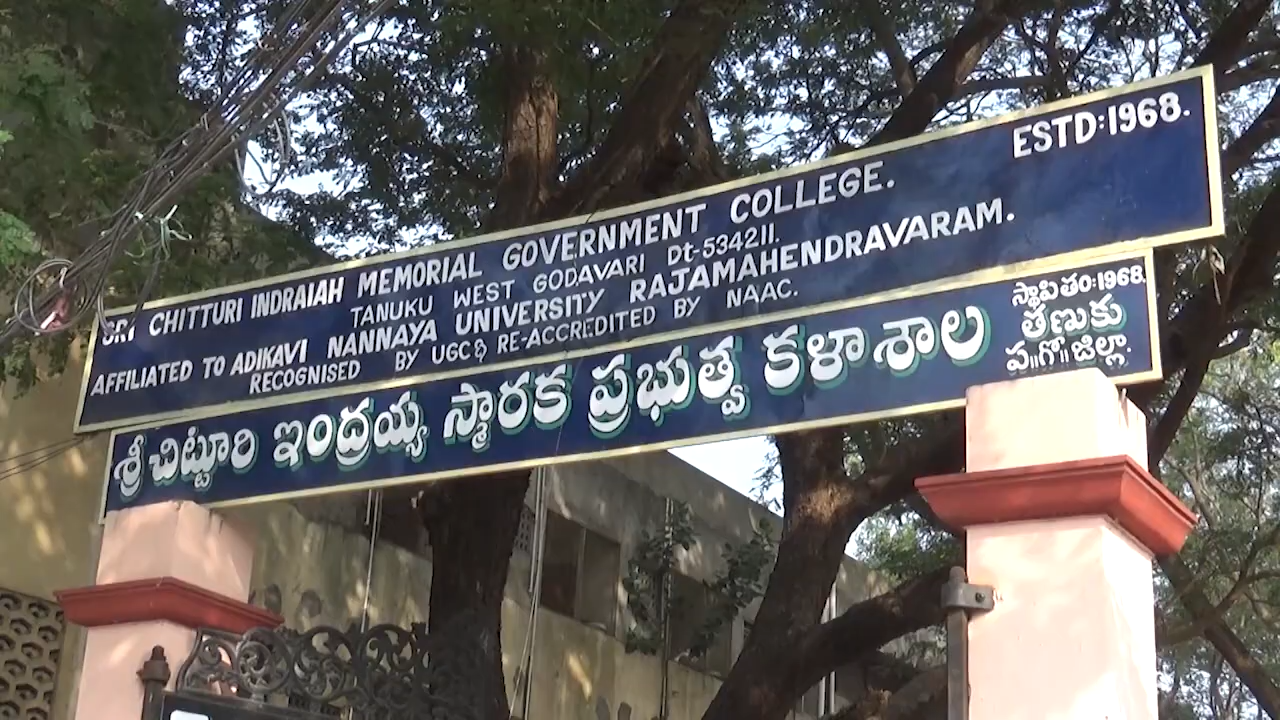 ESTD:1968.
SRI CHITTURI INDRAIAH MEMORIAL GOVERNMENT COLLEGE.
TANUKU WEST GODAVARI Dt-534211.
AFFILIATED TO ADIKAVI NANNAYA UNIVERSITY RAJAMAHENDRAVARAM.
RECOGNISED BY UGC & RE-ACCREDITED BY NAAC.
శ్రీ చిట్టూరి ఇంద్రయ్య స్మారక ప్రభుత్వ కళాశాల
స్థాపితం:1968.
తణుకు
ప॥గో॥ జిల్లా.